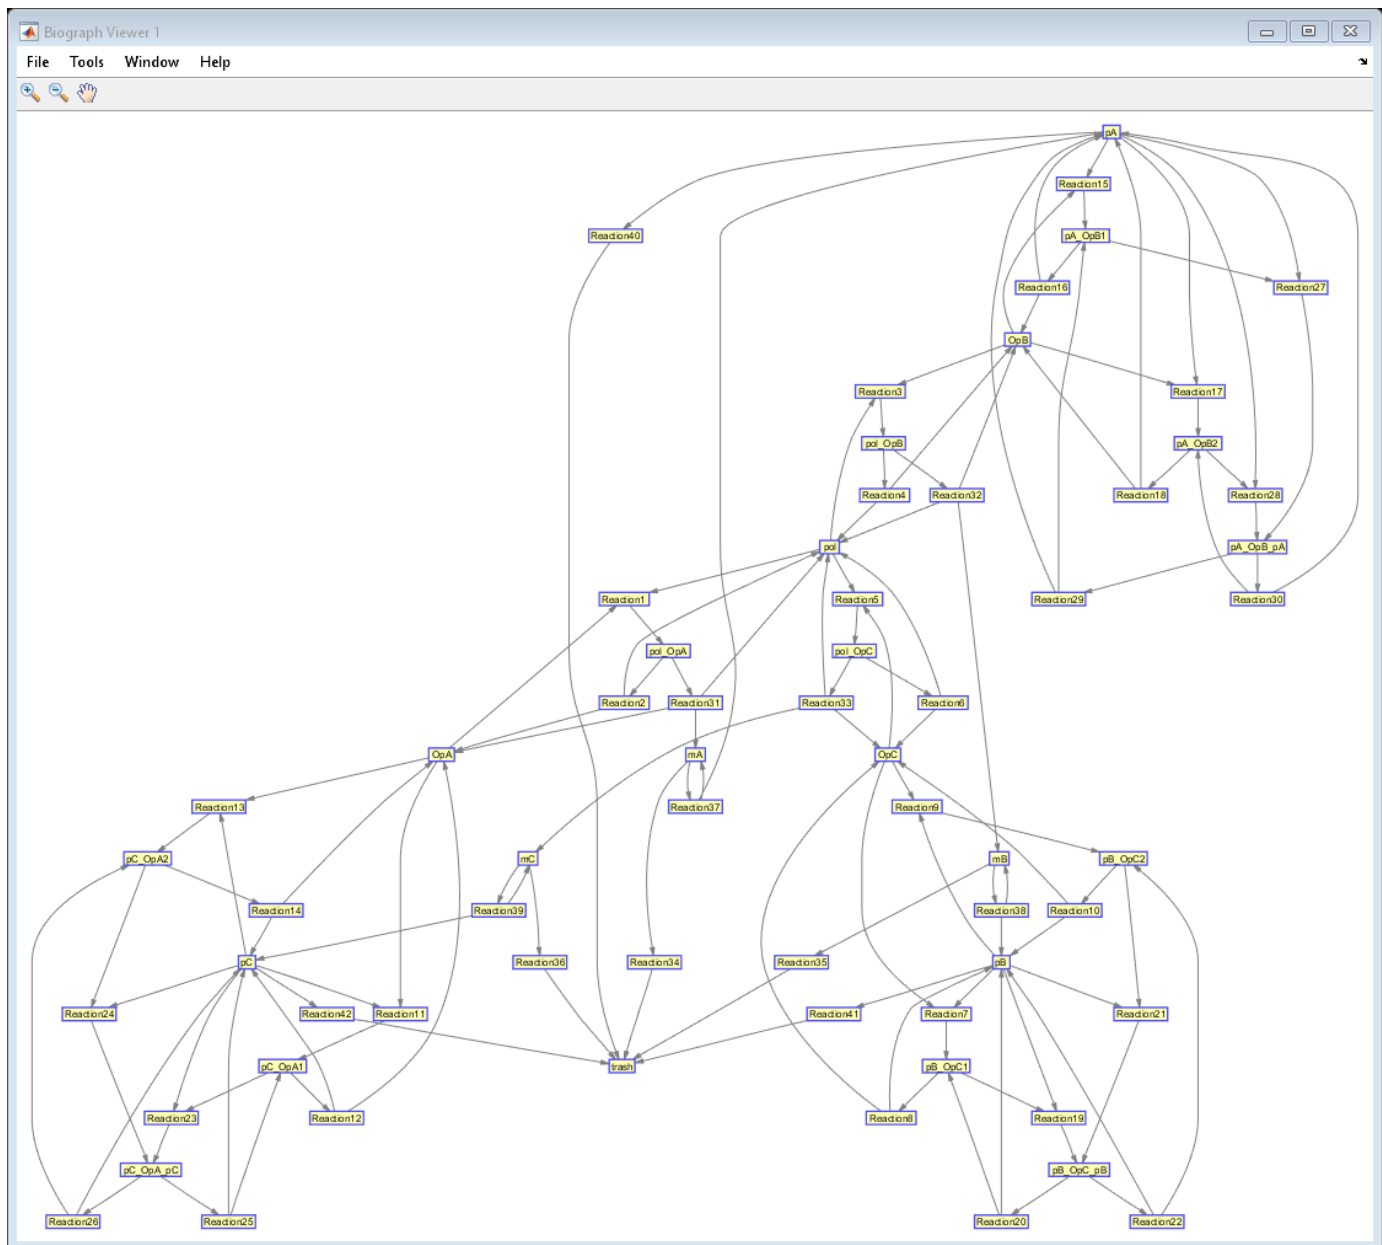 Biograph Viewer 1
File Tools Window Help
pA
Reaction15
Reaction40
pA_OpB1
Reaction16
Reaction27
OpB
Reaction3
Reaction17
pol_OpB
pA_OpB2
Reaction4
Reaction32
Reaction18
Reaction28
pol
pA_OpB_pA
Reaction1
Reaction5
Reaction29
Reaction30
pol_OpA
pol_OpC
Reaction2
Reaction31
Reaction33
Reaction6
OpA
mA
OpC
Reaction13
Reaction37
Reaction9
pC_OpA2
mC
mB
pB_OpC2
Reaction14
Reaction39
Reaction38
Reaction10
pC
Reaction36
Reaction34
Reaction35
pB
Reaction24
Reaction42
Reaction11
Reaction41
Reaction7
Reaction21
pC_OpA1
trash
pB_OpC1
Reaction23
Reaction12
Reaction8
Reaction19
pC_OpA_pC
pB_OpC_pB
Reaction26
Reaction25
Reaction20
Reaction22